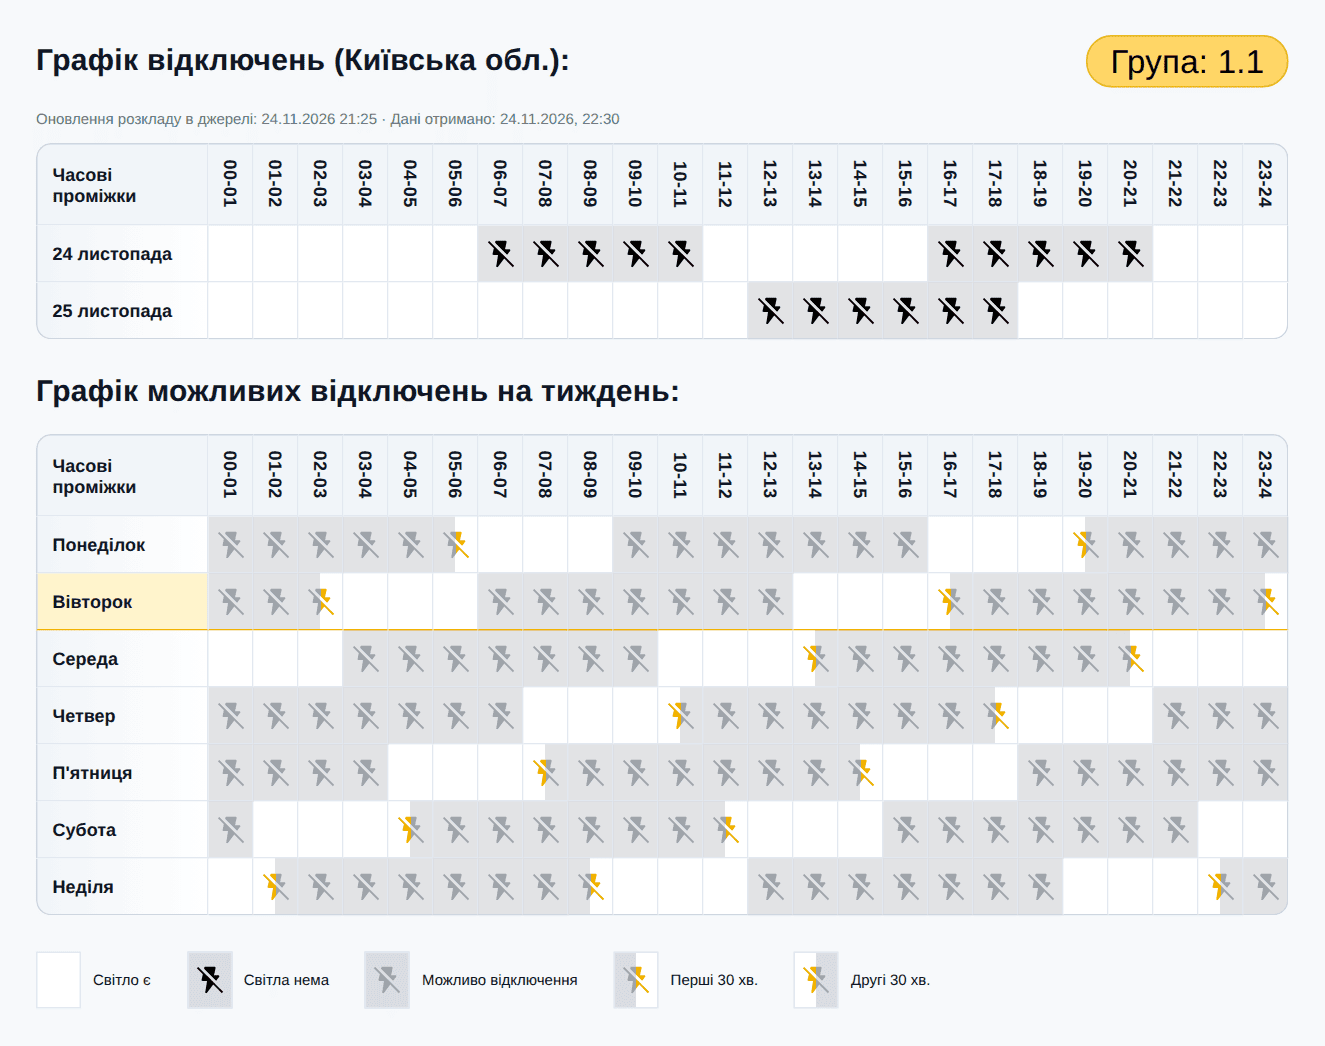 Графік відключень (Київська обл.):
Група: 1.1
Оновлення розкладу в джерелі: 24.11.2026 21:25 · Дані отримано: 24.11.2026, 22:30
Часові проміжки 00-01 01-02 02-03 03-04 04-05 05-06 06-07 07-08 08-09 09-10 10-11 11-12 12-13 13-14 14-15 15-16 16-17 17-18 18-19 19-20 20-21 21-22 22-23 23-24
24 листопада
25 листопада
Графік можливих відключень на тиждень:
Часові проміжки 00-01 01-02 02-03 03-04 04-05 05-06 06-07 07-08 08-09 09-10 10-11 11-12 12-13 13-14 14-15 15-16 16-17 17-18 18-19 19-20 20-21 21-22 22-23 23-24
Понеділок
Вівторок
Середа
Четвер
П'ятниця
Субота
Неділя
Світло є Світла нема Можливо відключення Перші 30 хв. Другі 30 хв.